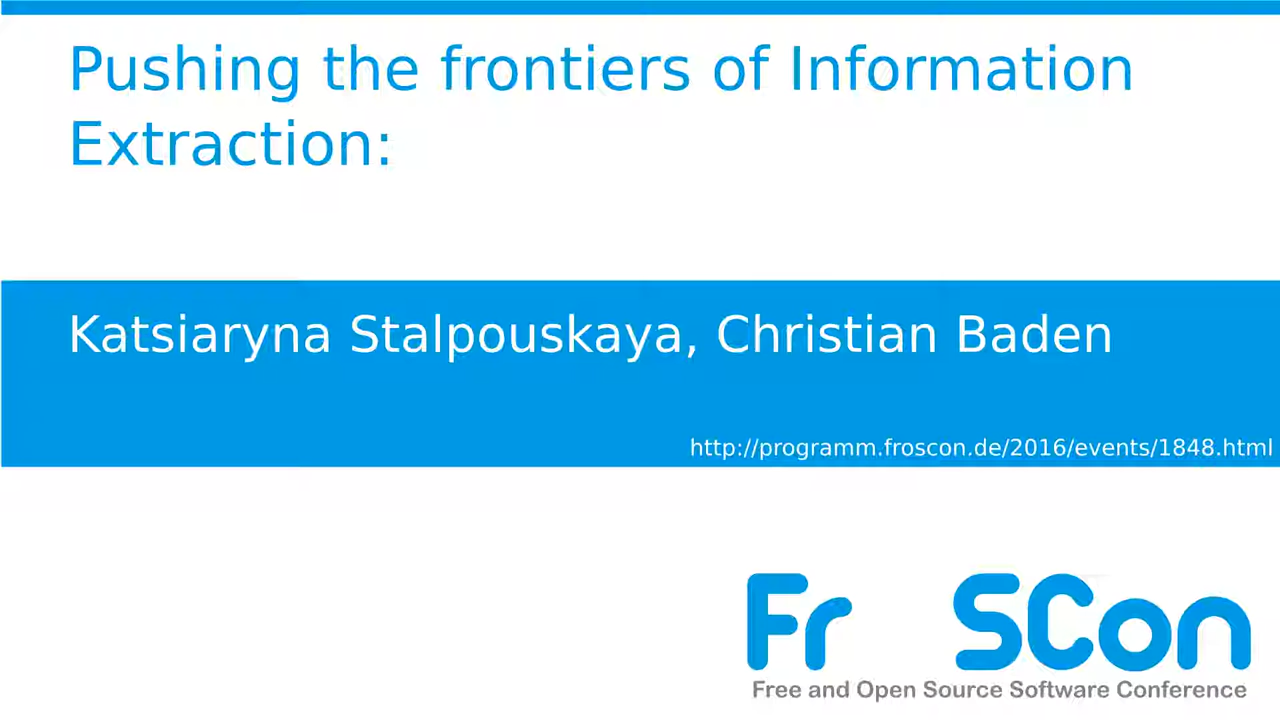 Pushing the frontiers of Information
Extraction:
Katsiaryna Stalpouskaya, Christian Baden
http://programm.froscon.de/2016/events/1848.html
Fr SCon
Free and Open Source Software Conference